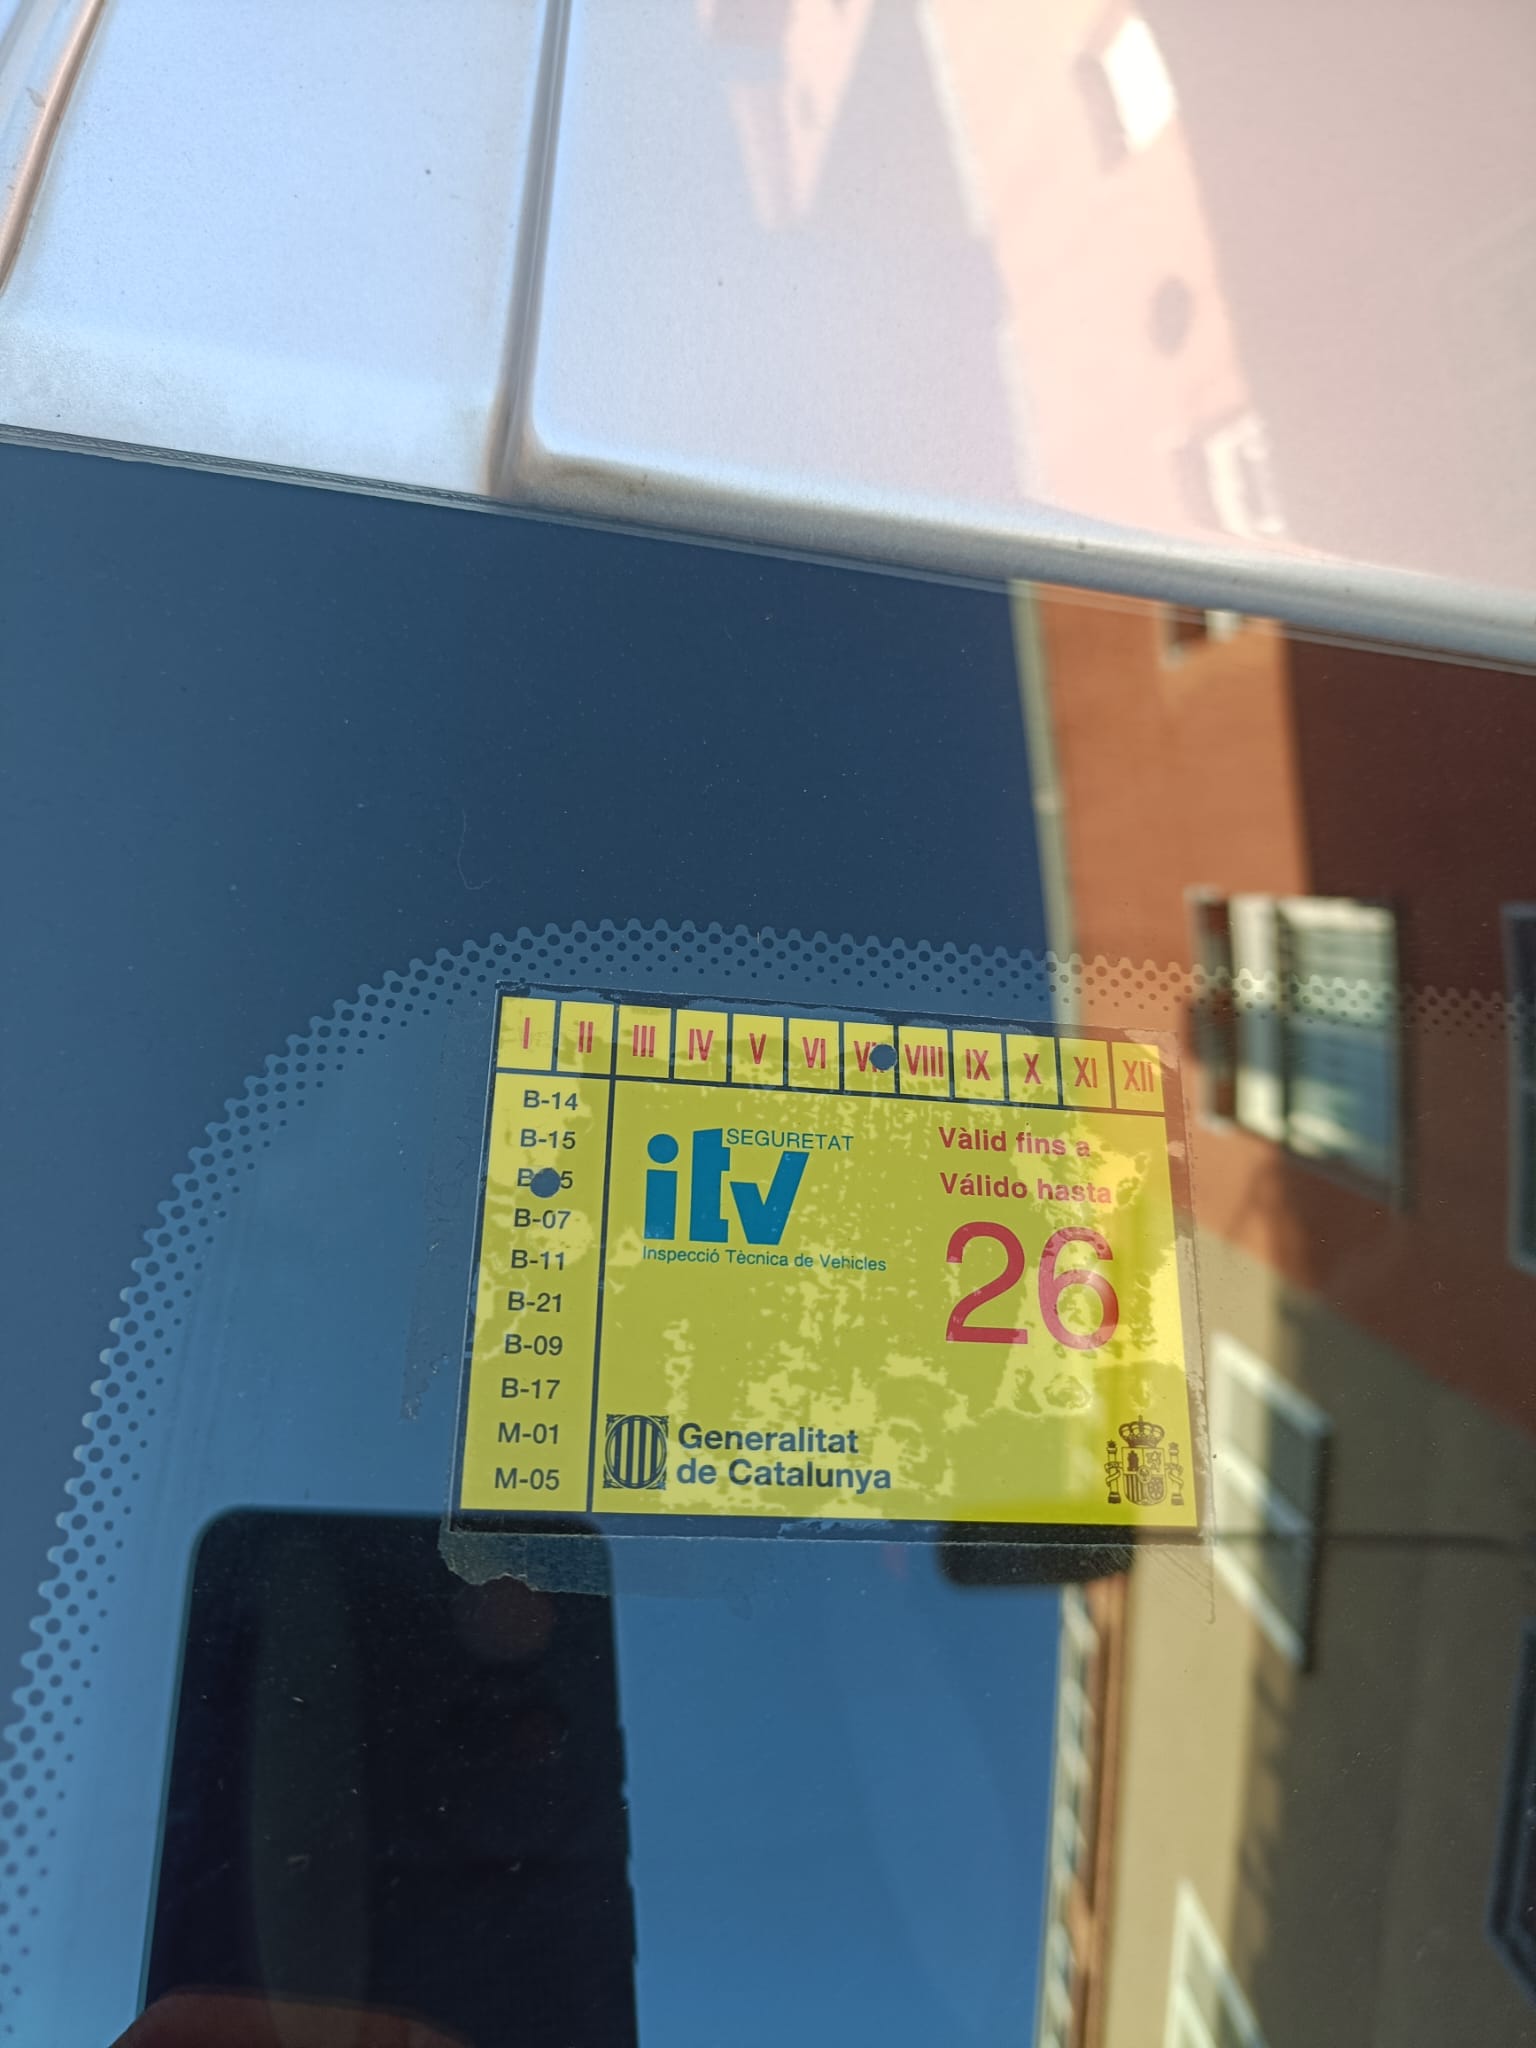 I II III IV V VI VIII IX X XI XII
B-14
B-15
B-07
B-11
B-21
B-09
B-17
M-01
M-05
SEGURETAT
itv
Inspecció Tècnica de Vehicles
Vàlid fins a
Válido hasta
26
Generalitat
de Catalunya